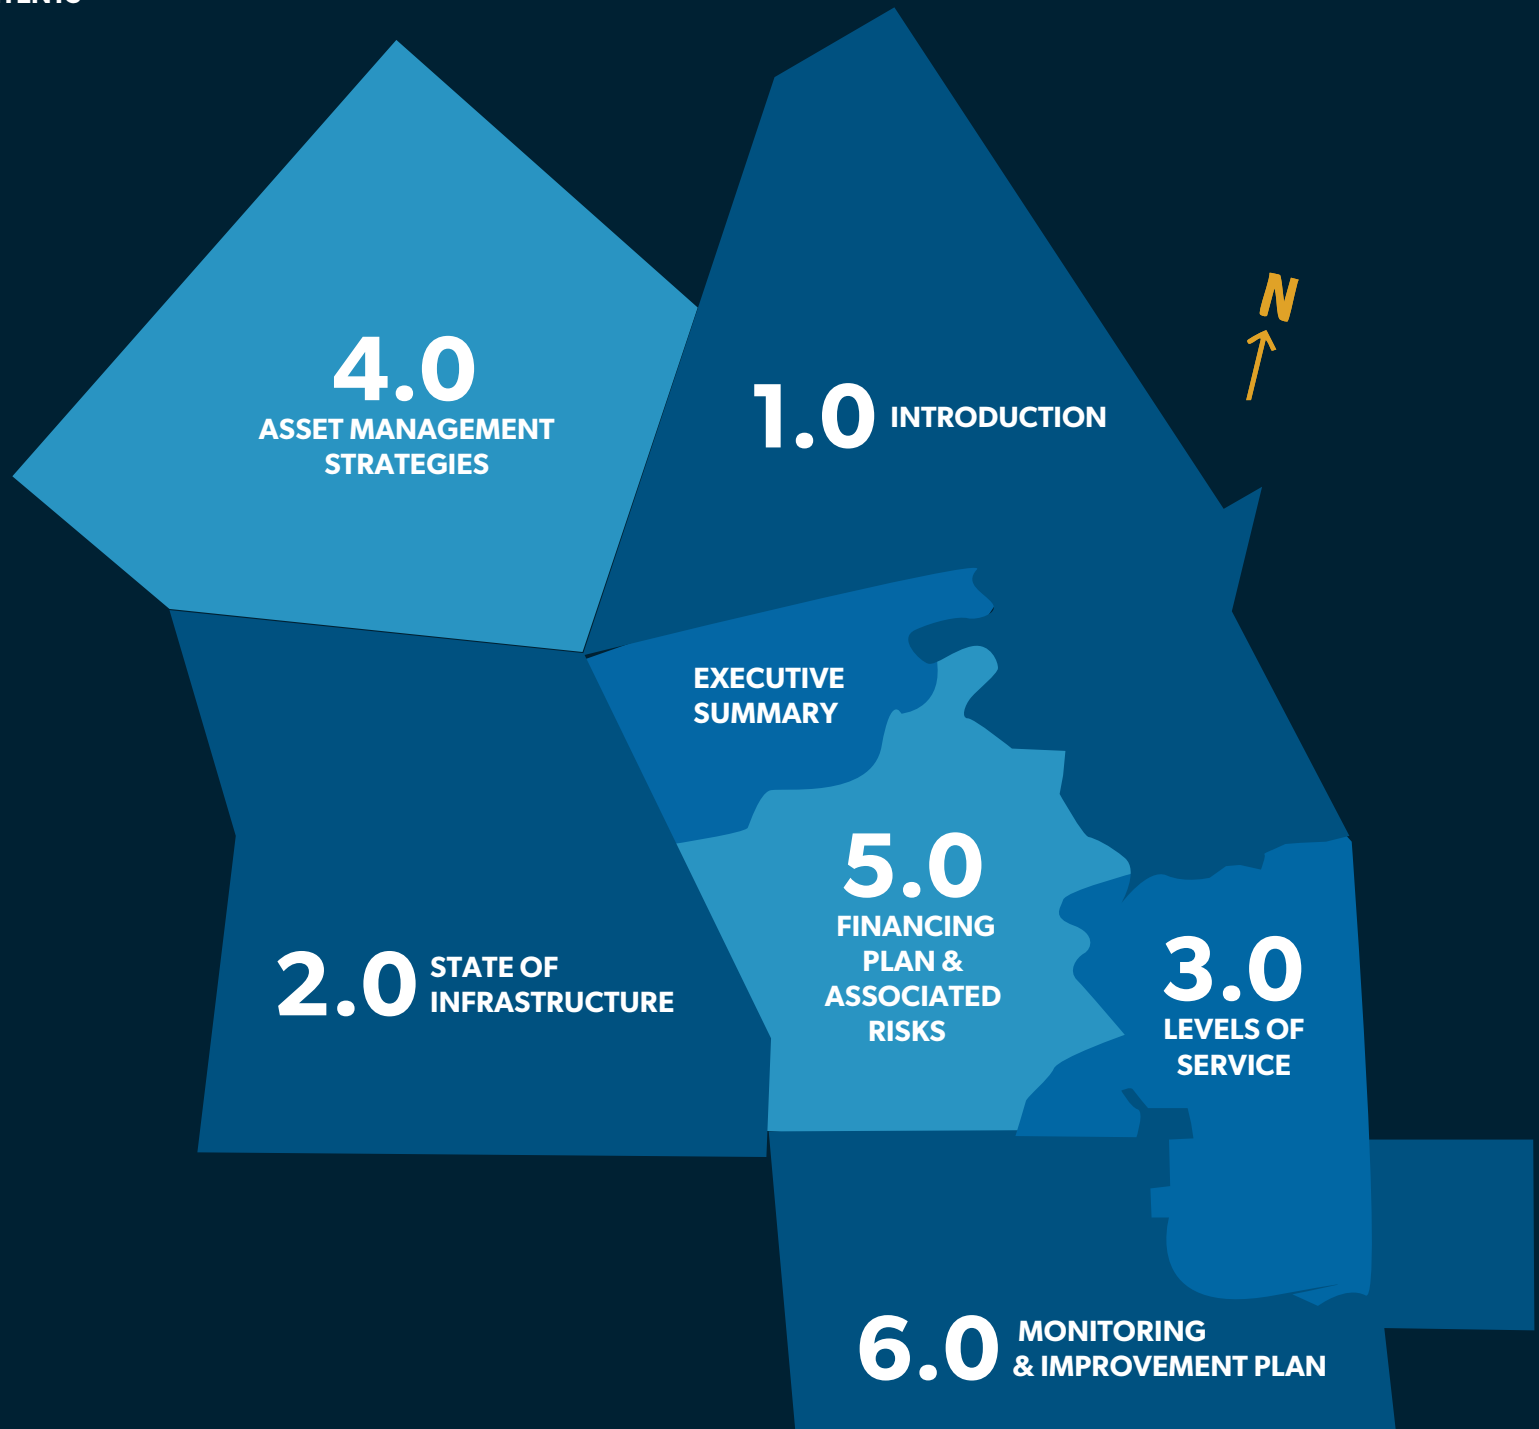 4.0
ASSET MANAGEMENT
STRATEGIES
1.0 INTRODUCTION
N
EXECUTIVE
SUMMARY
5.0
FINANCING
PLAN &
ASSOCIATED
RISKS
2.0 STATE OF
INFRASTRUCTURE
3.0
LEVELS OF
SERVICE
6.0 MONITORING
& IMPROVEMENT PLAN